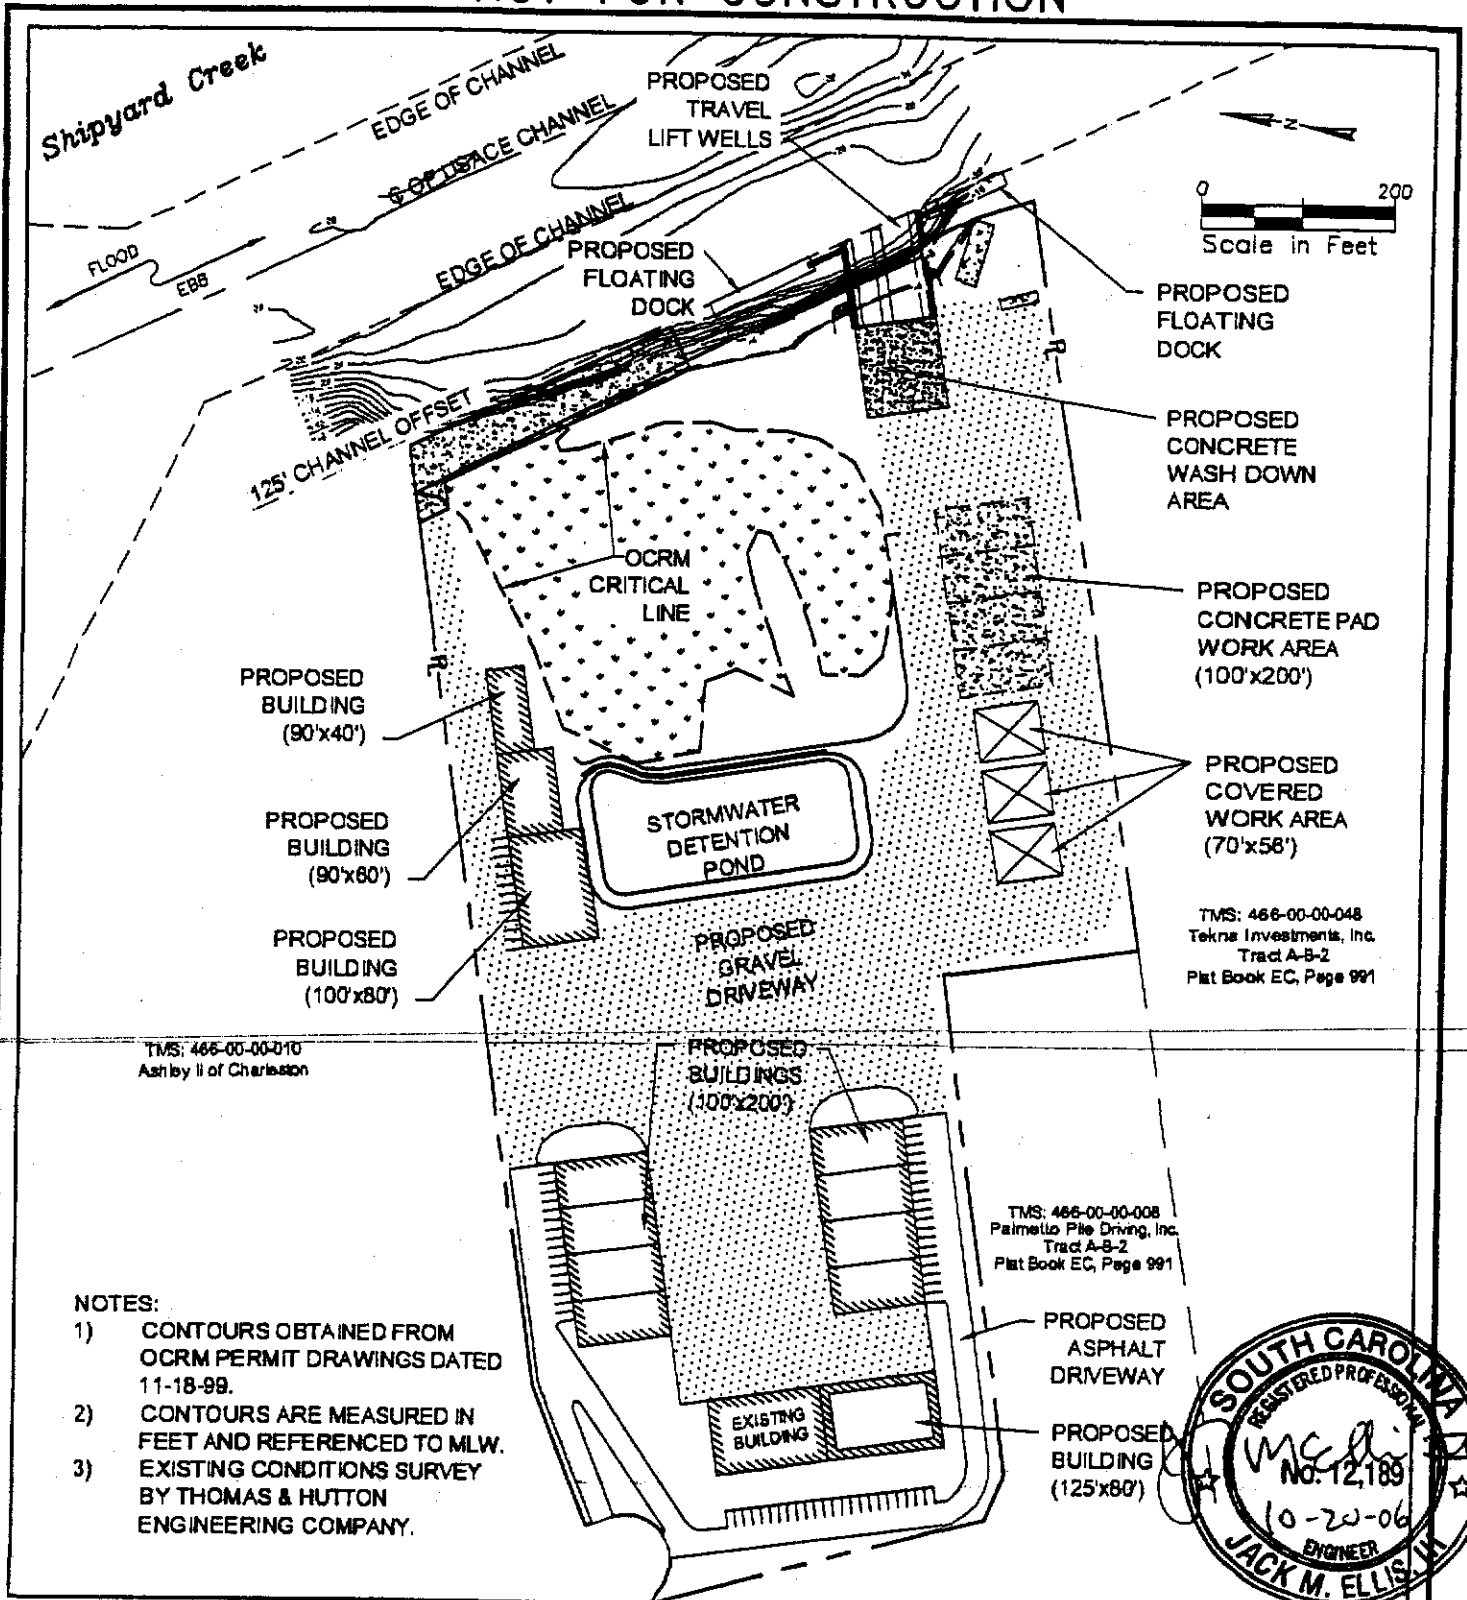 NOT FOR CONSTRUCTION
Shipyard Creek
EDGE OF CHANNEL
℄ OF USACE CHANNEL
EDGE OF CHANNEL
FLOOD
EBB
125' CHANNEL OFFSET
PROPOSED
TRAVEL
LIFT WELLS
N
0 200
Scale in Feet
PROPOSED
FLOATING
DOCK
PROPOSED
FLOATING
DOCK
PROPOSED
CONCRETE
WASH DOWN
AREA
OCRM
CRITICAL
LINE
PROPOSED
CONCRETE PAD
WORK AREA
(100'x200')
PROPOSED
BUILDING
(90'x40')
PROPOSED
BUILDING
(90'x60')
PROPOSED
BUILDING
(100'x80')
STORMWATER
DETENTION
POND
PROPOSED
COVERED
WORK AREA
(70'x56')
TMS: 466-00-00-048
Tekna Investments, Inc.
Tract A-B-2
Plat Book EC, Page 991
PROPOSED
GRAVEL
DRIVEWAY
TMS: 466-00-00-010
Ashby II of Charleston
PROPOSED
BUILDINGS
(100'x200')
TMS: 466-00-00-008
Palmetto Pile Driving, Inc.
Tract A-B-2
Plat Book EC, Page 991
PROPOSED
ASPHALT
DRIVEWAY
EXISTING
BUILDING
PROPOSED
BUILDING
(125'x80')
NOTES:
1) CONTOURS OBTAINED FROM
OCRM PERMIT DRAWINGS DATED
11-18-99.
2) CONTOURS ARE MEASURED IN
FEET AND REFERENCED TO MLW.
3) EXISTING CONDITIONS SURVEY
BY THOMAS & HUTTON
ENGINEERING COMPANY.
SOUTH CAROLINA
REGISTERED PROFESSIONAL
No. 12,189
10-20-06
ENGINEER
JACK M. ELLIS, III